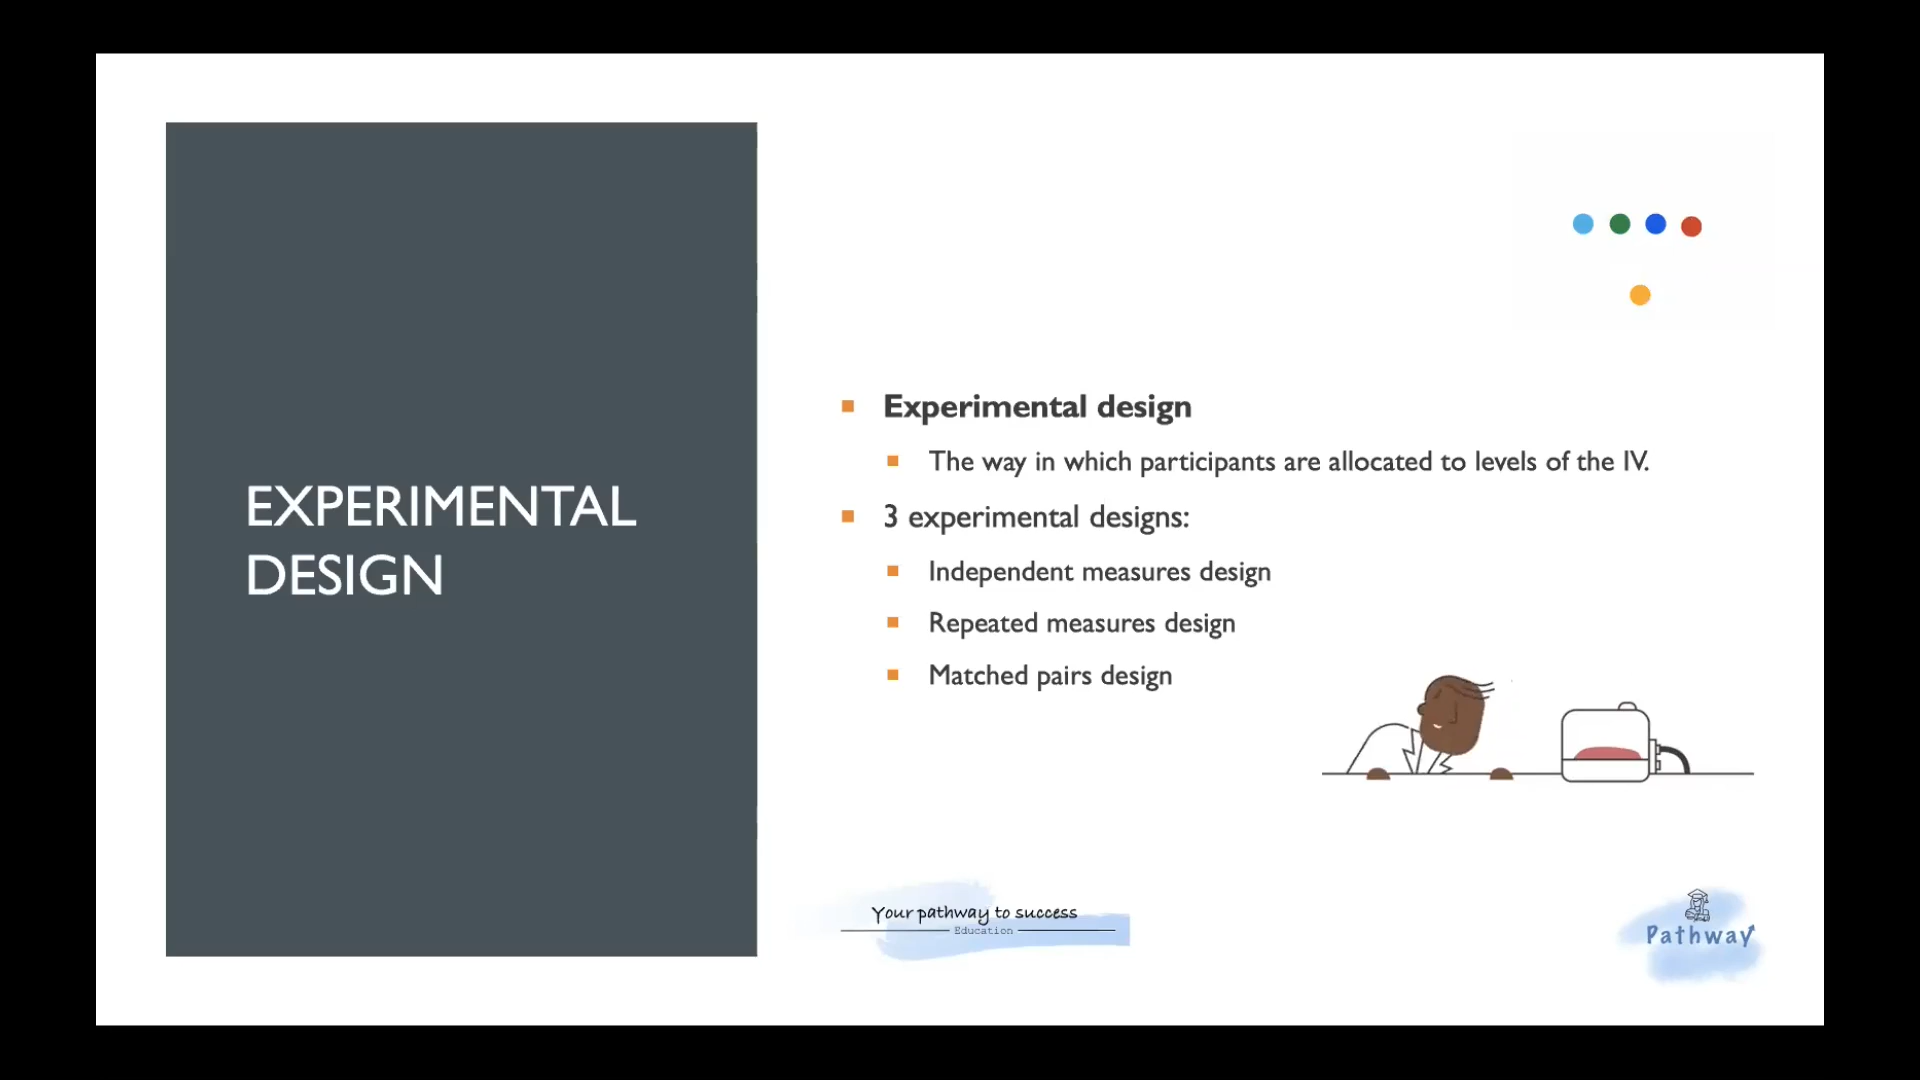 EXPERIMENTAL
DESIGN
Experimental design
The way in which participants are allocated to levels of the IV.
3 experimental designs:
Independent measures design
Repeated measures design
Matched pairs design
Your pathway to success
Education
Pathway